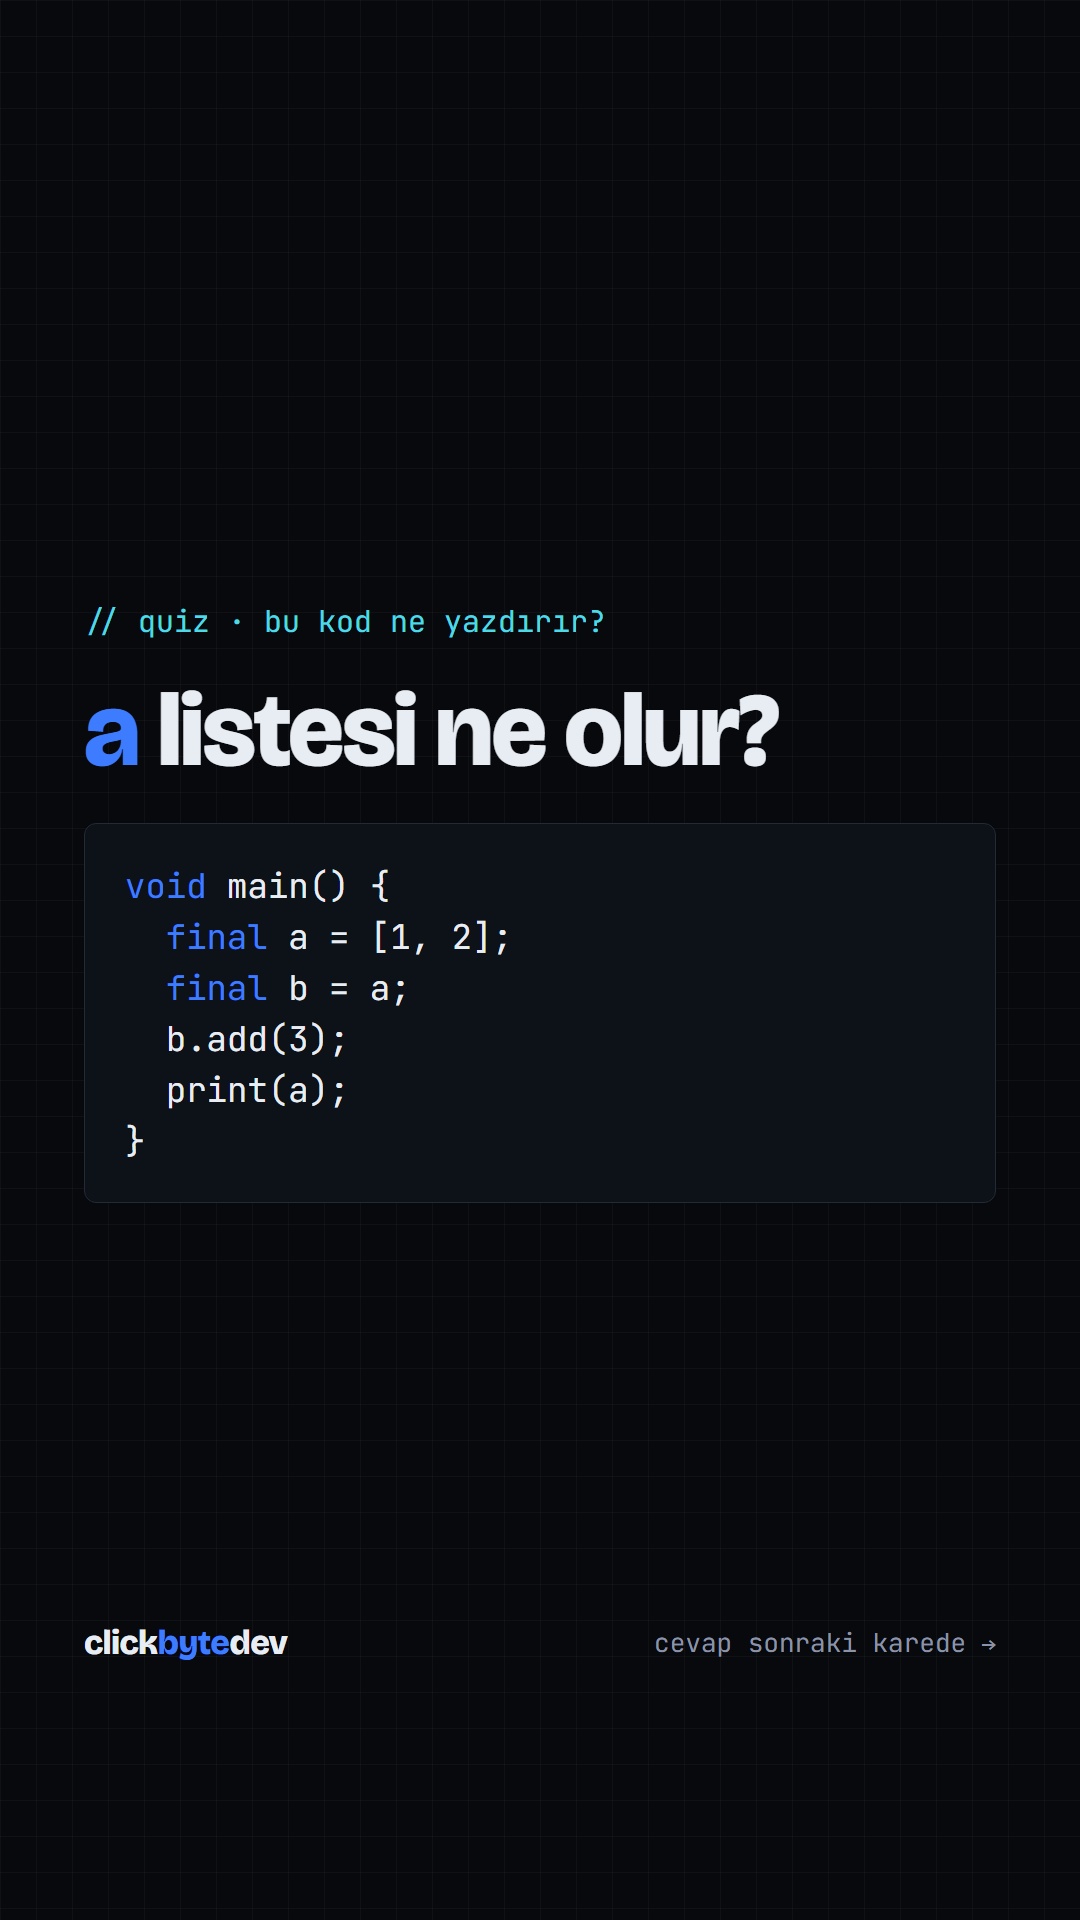 // quiz · bu kod ne yazdırır?
a listesi ne olur?
void main() {
  final a = [1, 2];
  final b = a;
  b.add(3);
  print(a);
}
clickbytedev
cevap sonraki karede →